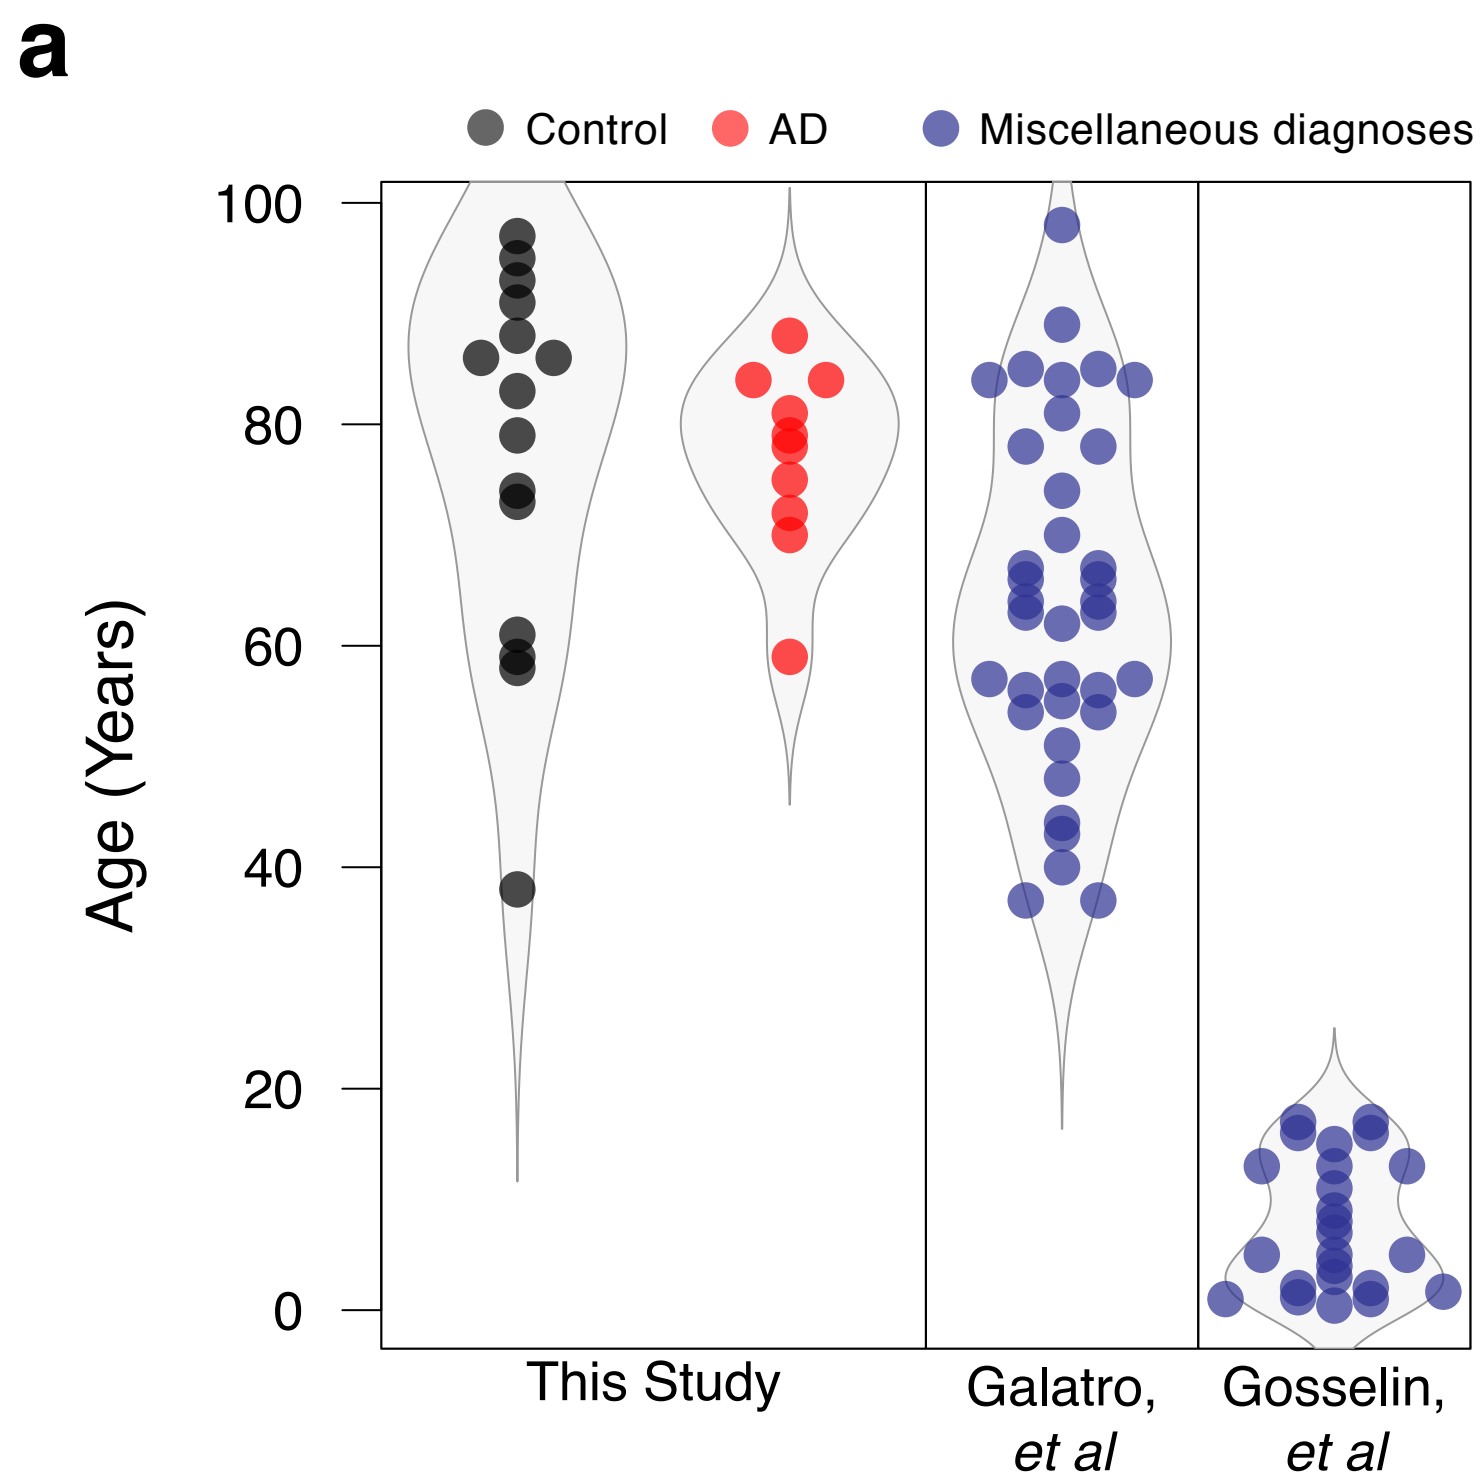 a
Control AD Miscellaneous diagnoses
100
80
60
40
20
0
Age (Years)
This Study
Galatro,
et al
Gosselin,
et al